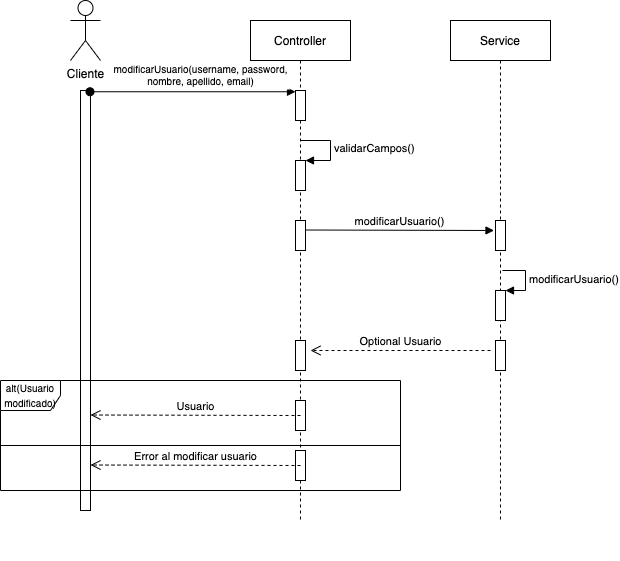 Controller
Service
Cliente
modificarUsuario(username, password,
nombre, apellido, email)
validarCampos()
modificarUsuario()
modificarUsuario()
Optional Usuario
alt(Usuario
modificado)
Usuario
Error al modificar usuario